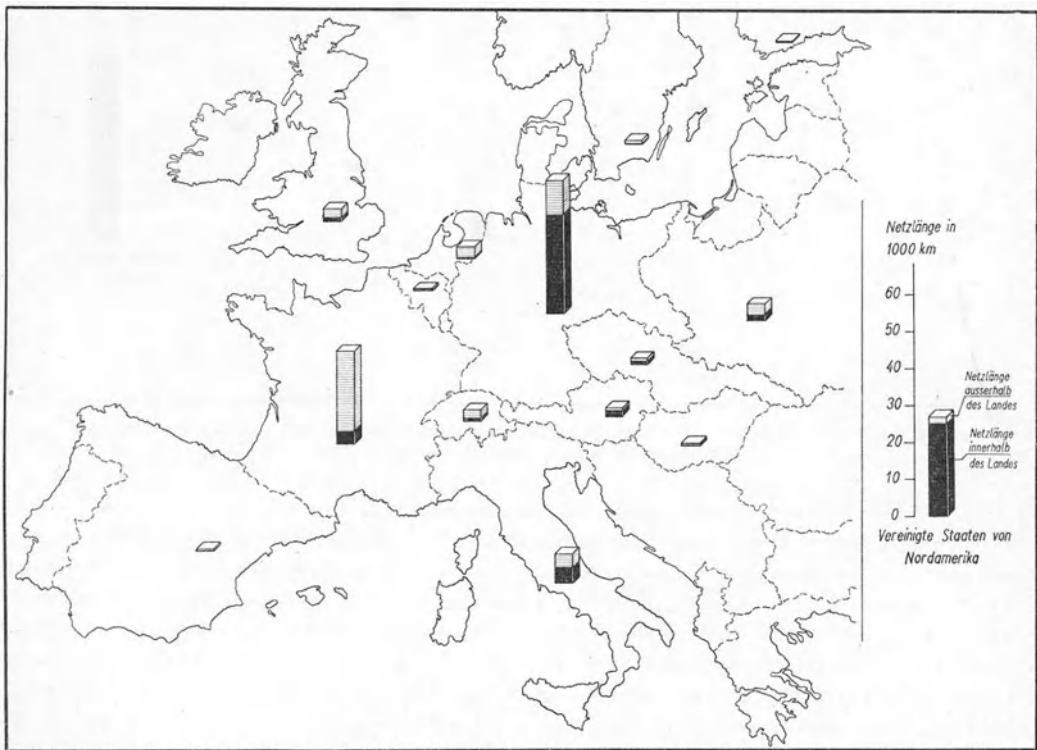 Netzlänge in
1000 km
60
50
40
30
20
10
0
Netzlänge
ausserhalb
des Landes
Netzlänge
innerhalb
des Landes
Vereinigte Staaten von
Nordamerika